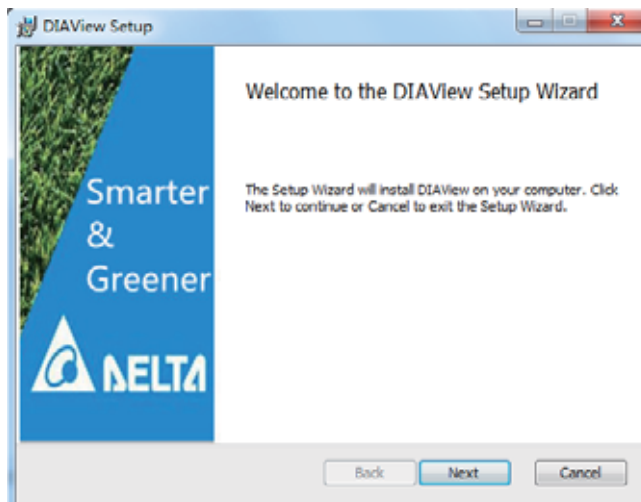 DIAView Setup
Welcome to the DIAView Setup Wizard
The Setup Wizard will install DIAView on your computer. Click
Next to continue or Cancel to exit the Setup Wizard.
Smarter
&
Greener
DELTA
Back
Next
Cancel